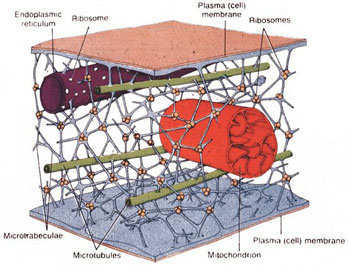 Endoplasmic
reticulum
Ribosome
Plasma (cell)
membrane
Ribosomes
Microtrabeculae
Microtubules
Mitochondrion
Plasma (cell) membrane